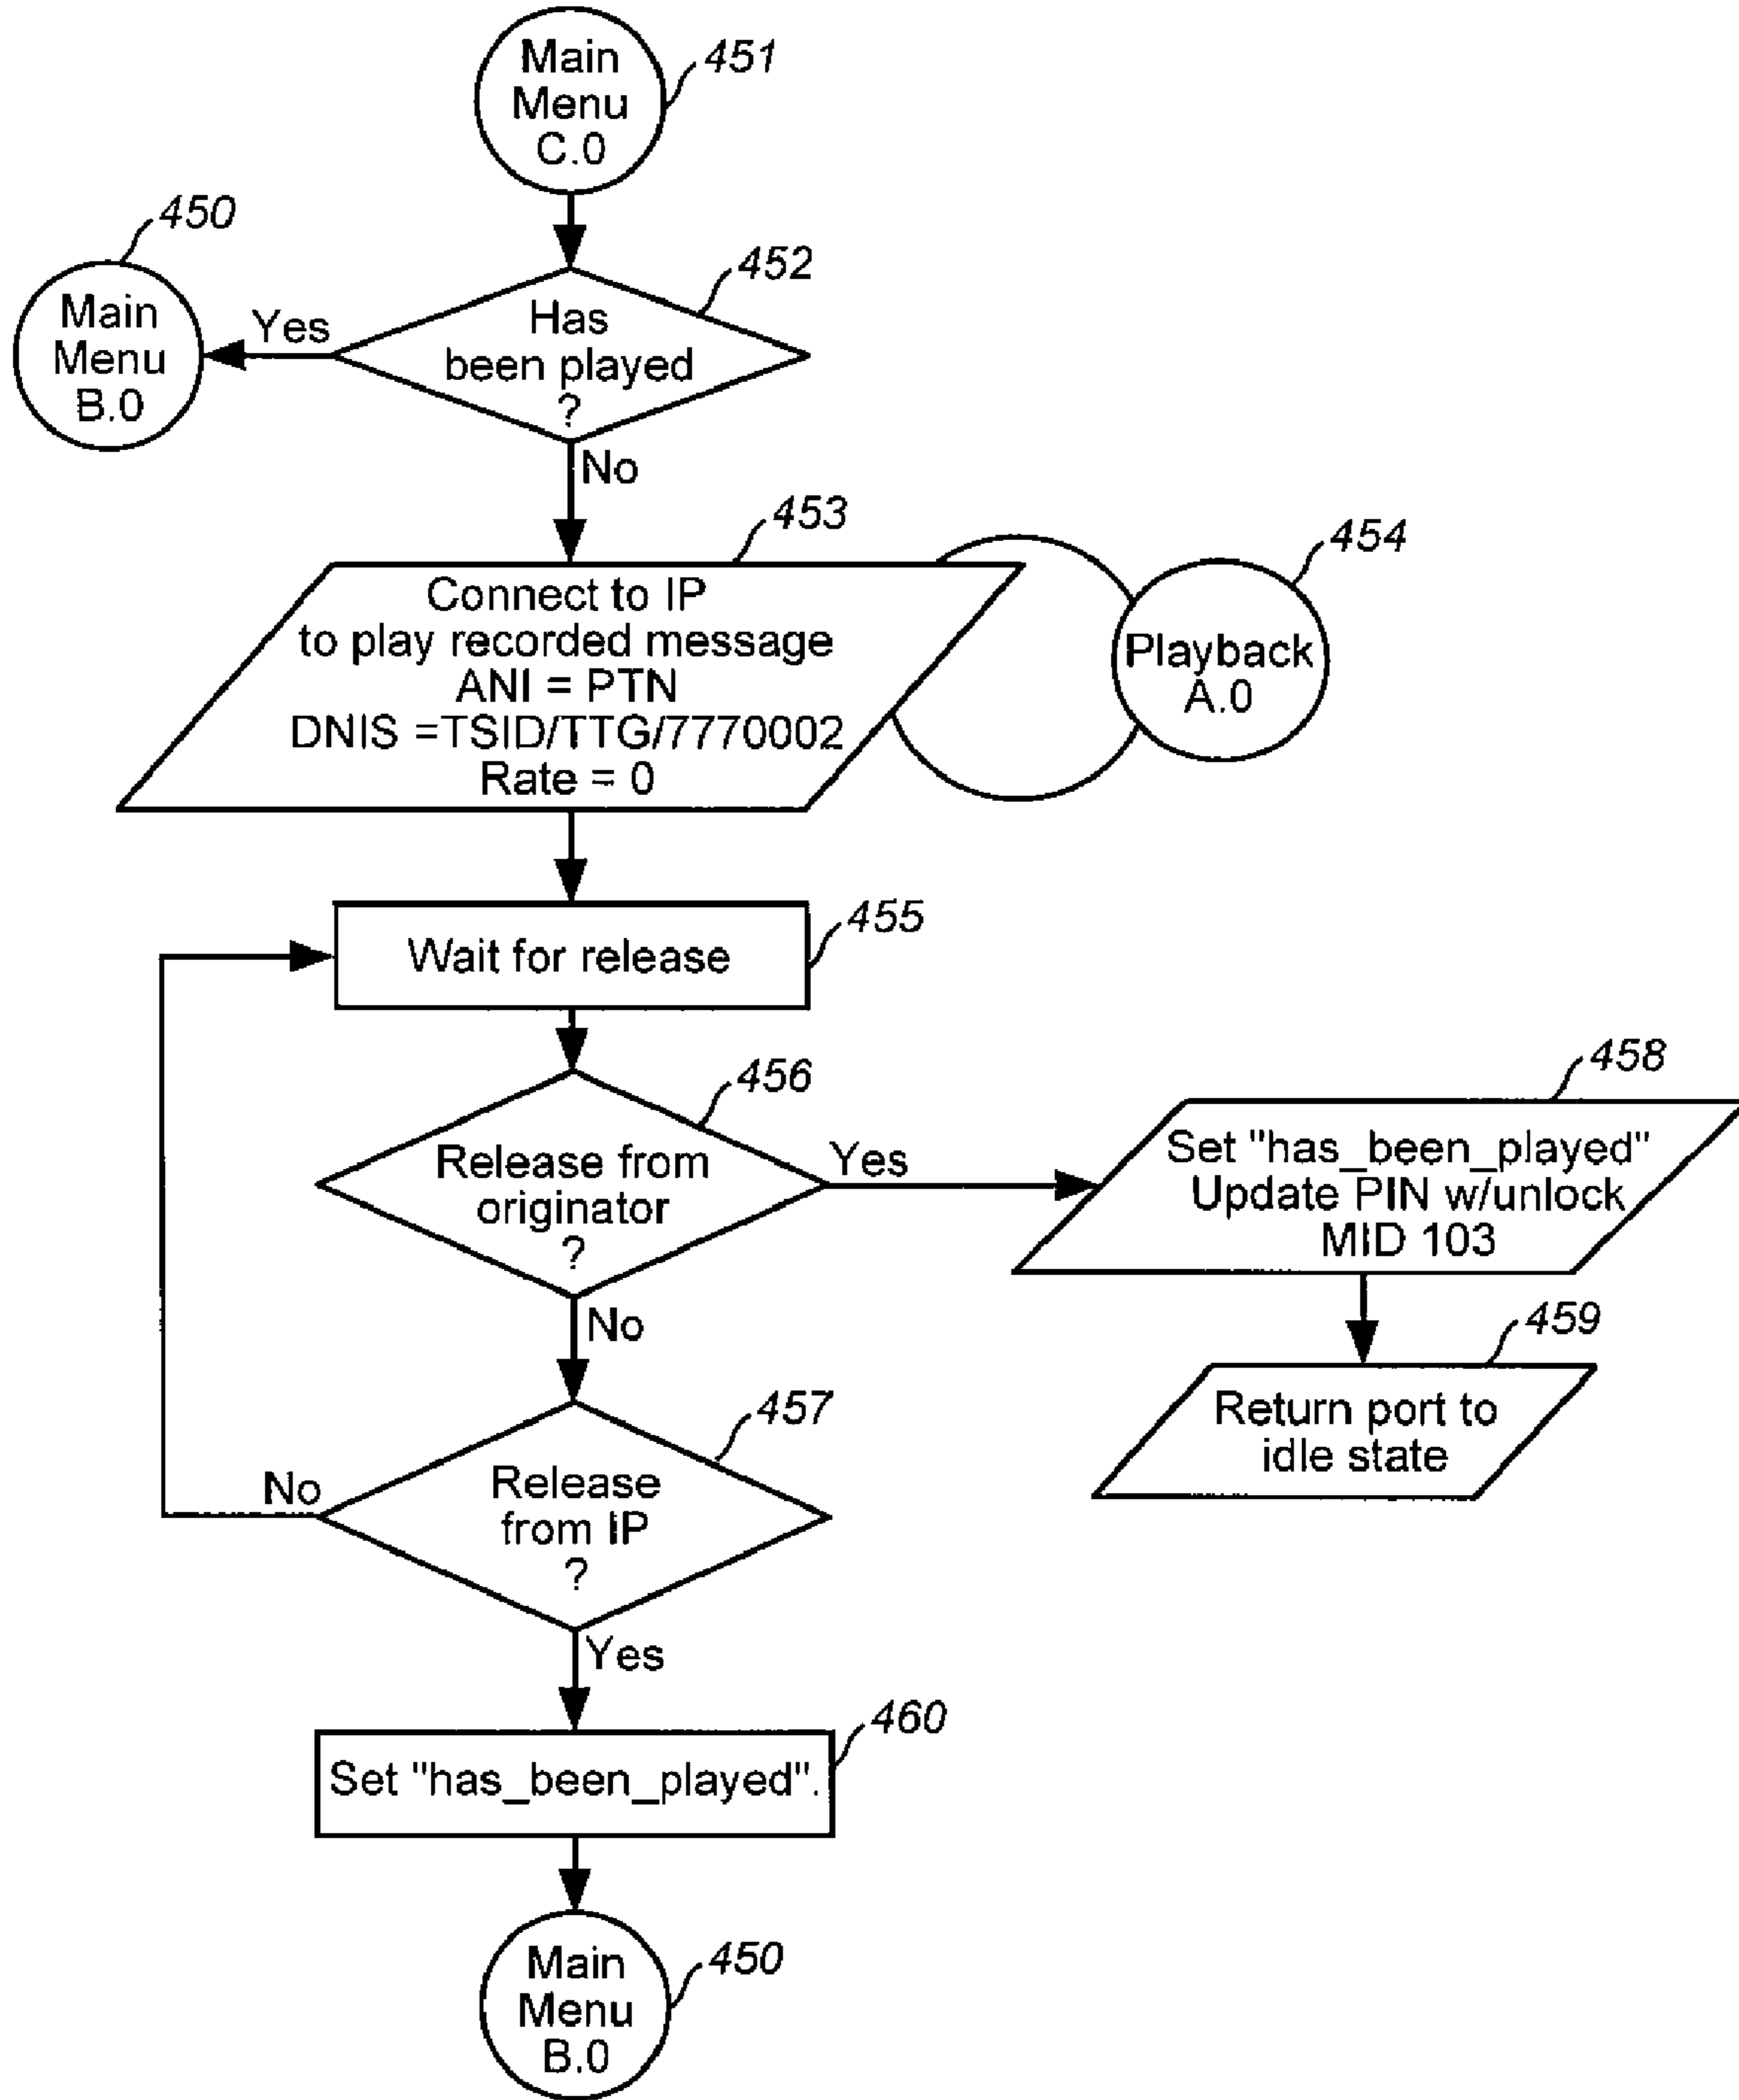 Main
Menu
C.0
451
450
Main
Menu
B.0
Yes
452
Has
been played
?
No
453
Connect to IP
to play recorded message
ANI = PTN
DNIS =TSID/TTG/7770002
Rate = 0
454
Playback
A.0
455
Wait for release
456
Release from
originator
?
Yes
458
Set "has_been_played"
Update PIN w/unlock
MID 103
No
459
Return port to
idle state
457
Release
from IP
?
No
Yes
460
Set "has_been_played".
450
Main
Menu
B.0